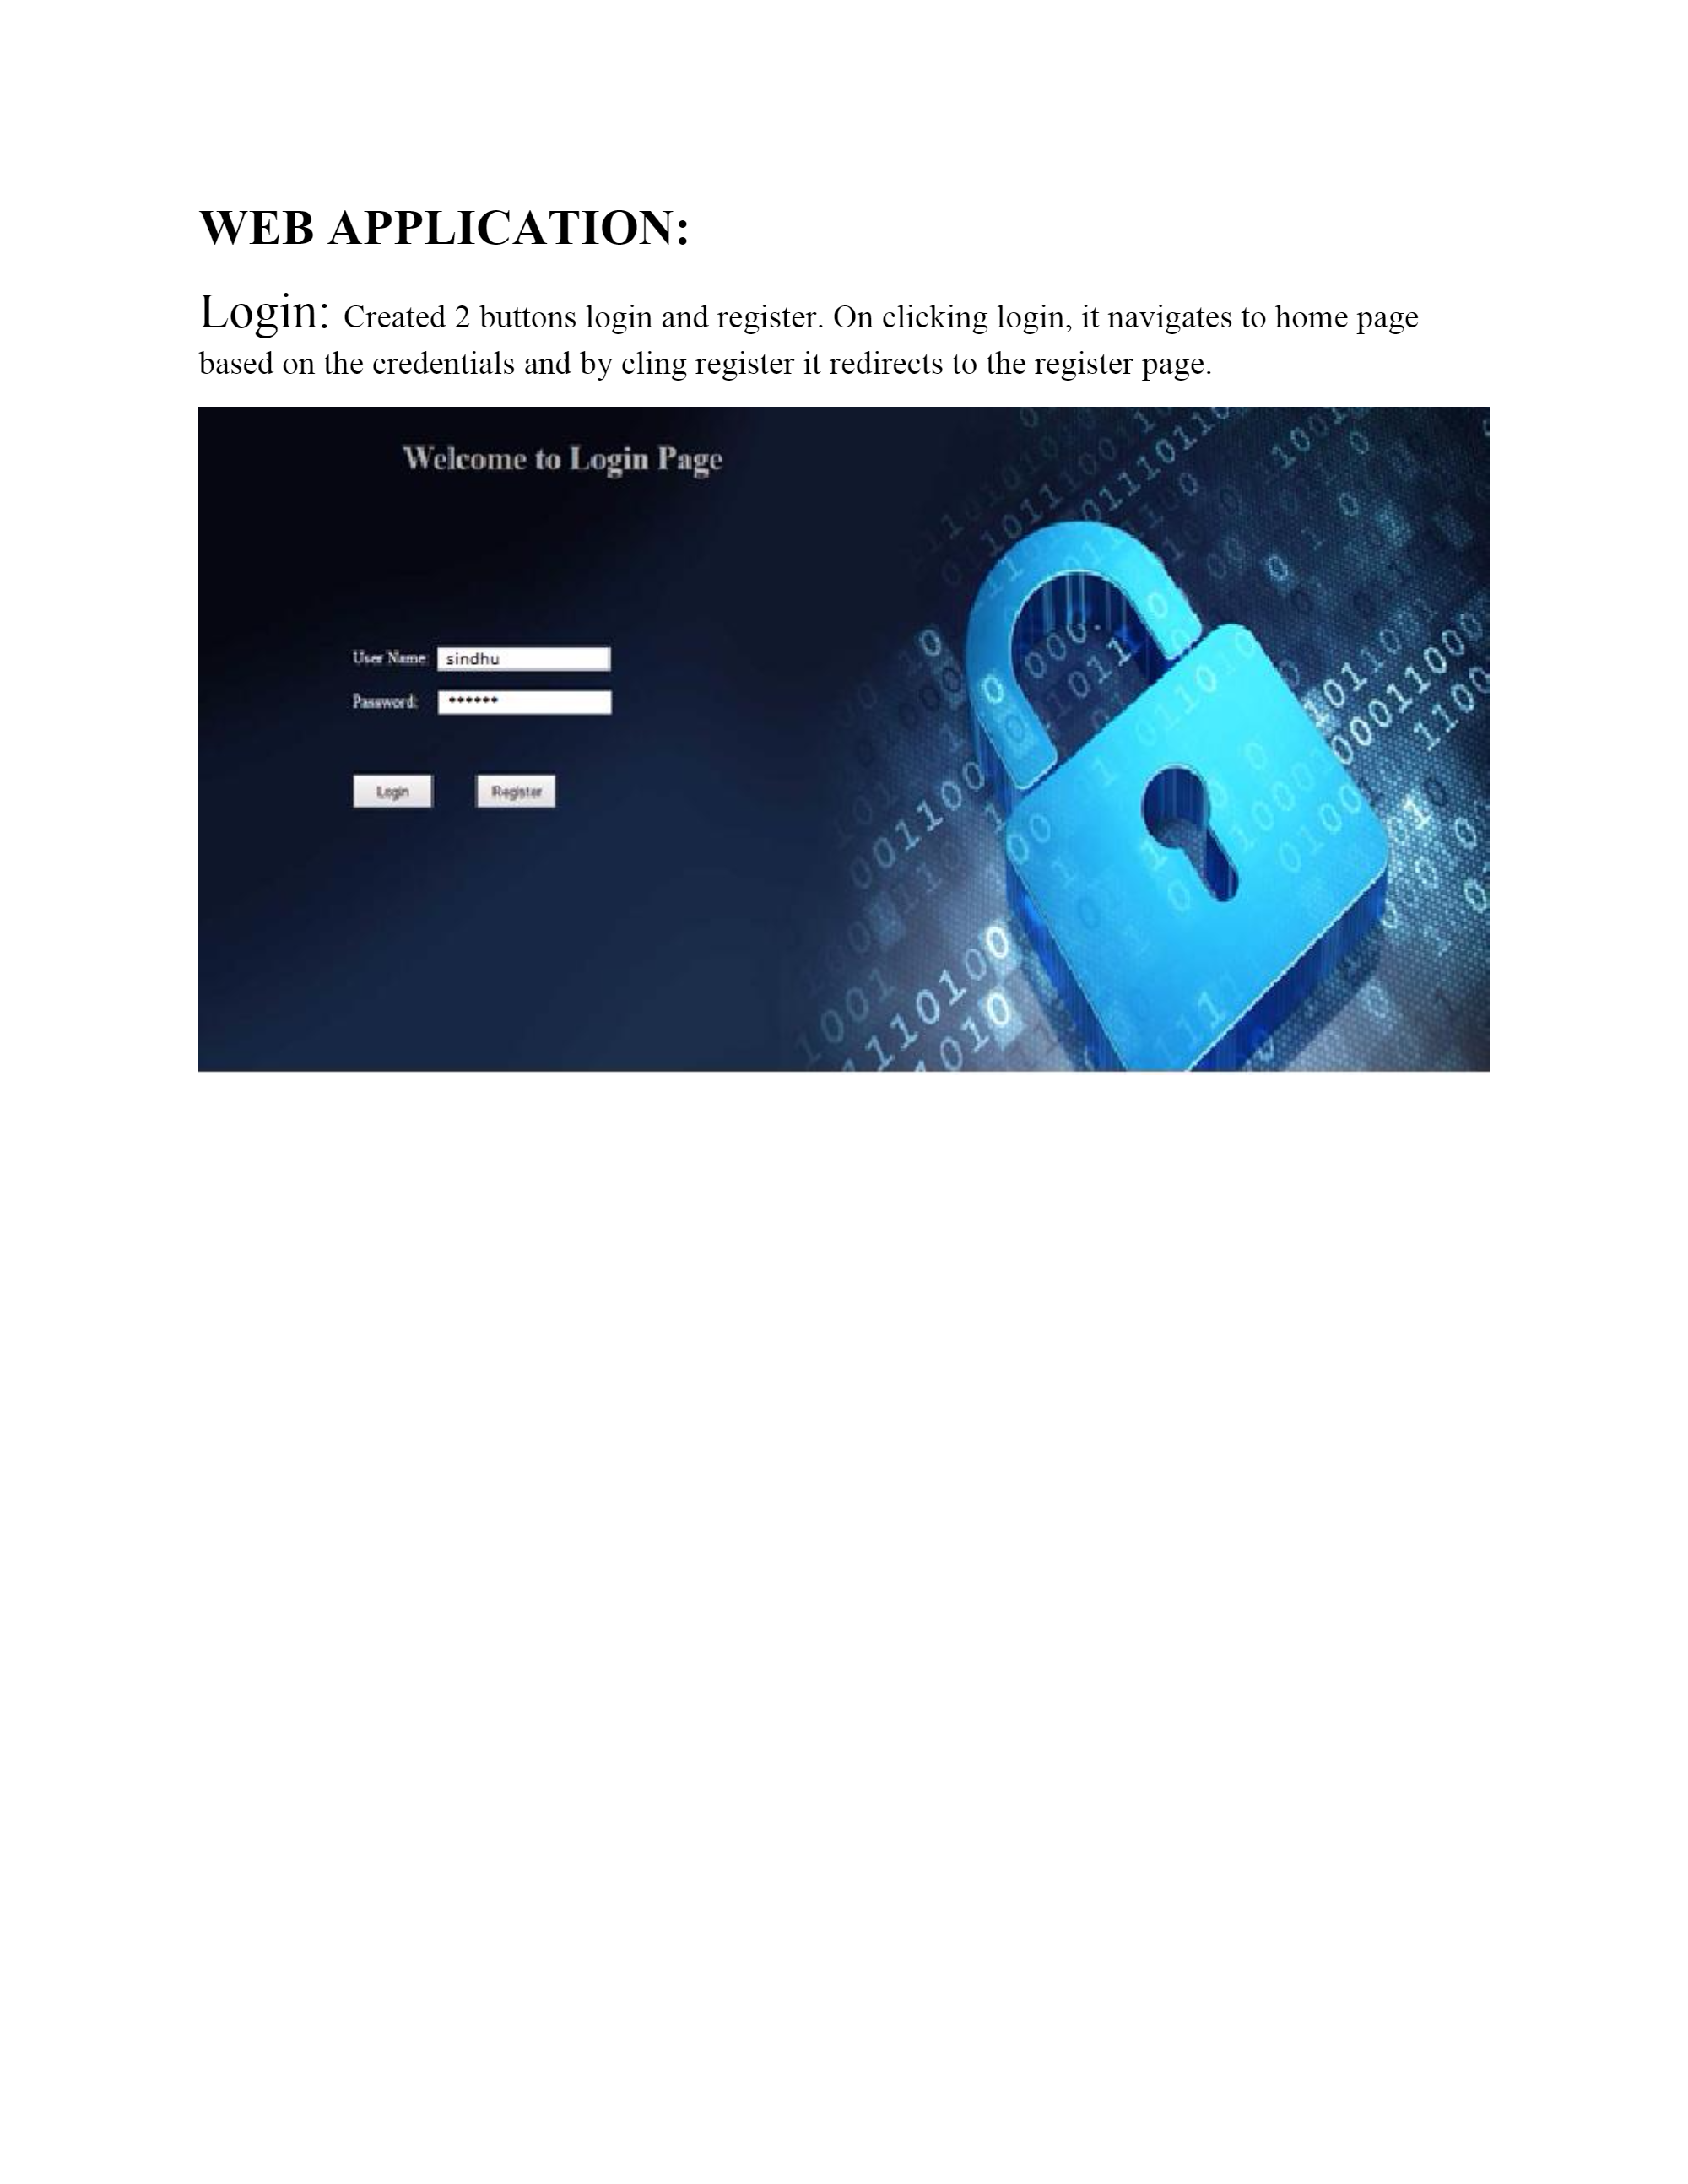 WEB APPLICATION:
Login: Created 2 buttons login and register. On clicking login, it navigates to home page
based on the credentials and by cling register it redirects to the register page.
Welcome to Login Page
User Name: sindhu
Password: ******
Login Register